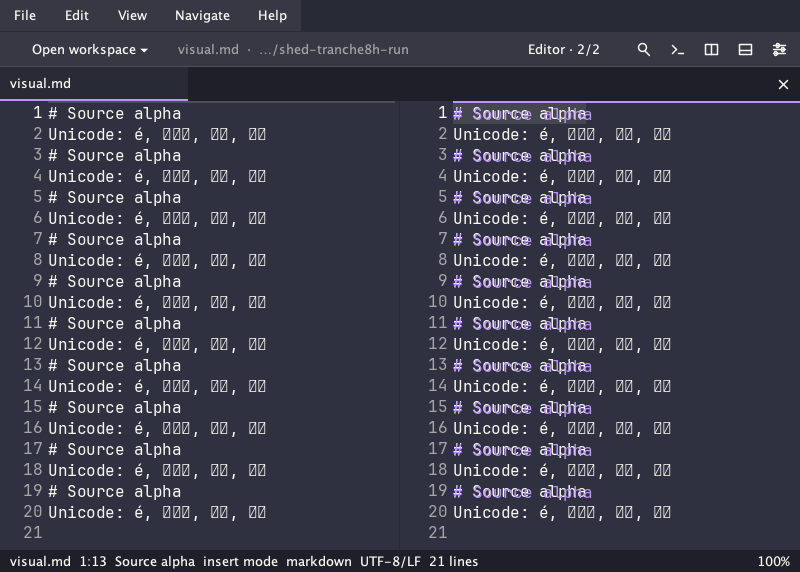 File Edit View Navigate Help
Open workspace visual.md · .../shed-tranche8h-run Editor · 2/2
visual.md
1 # Source alpha
2 Unicode: é, , ,
3 # Source alpha
4 Unicode: é, , ,
5 # Source alpha
6 Unicode: é, , ,
7 # Source alpha
8 Unicode: é, , ,
9 # Source alpha
10 Unicode: é, , ,
11 # Source alpha
12 Unicode: é, , ,
13 # Source alpha
14 Unicode: é, , ,
15 # Source alpha
16 Unicode: é, , ,
17 # Source alpha
18 Unicode: é, , ,
19 # Source alpha
20 Unicode: é, , ,
21
1 # Source alpha
2 Unicode: é, , ,
3 # Source alpha
4 Unicode: é, , ,
5 # Source alpha
6 Unicode: é, , ,
7 # Source alpha
8 Unicode: é, , ,
9 # Source alpha
10 Unicode: é, , ,
11 # Source alpha
12 Unicode: é, , ,
13 # Source alpha
14 Unicode: é, , ,
15 # Source alpha
16 Unicode: é, , ,
17 # Source alpha
18 Unicode: é, , ,
19 # Source alpha
20 Unicode: é, , ,
21
visual.md 1:13 Source alpha insert mode markdown UTF-8/LF 21 lines 100%